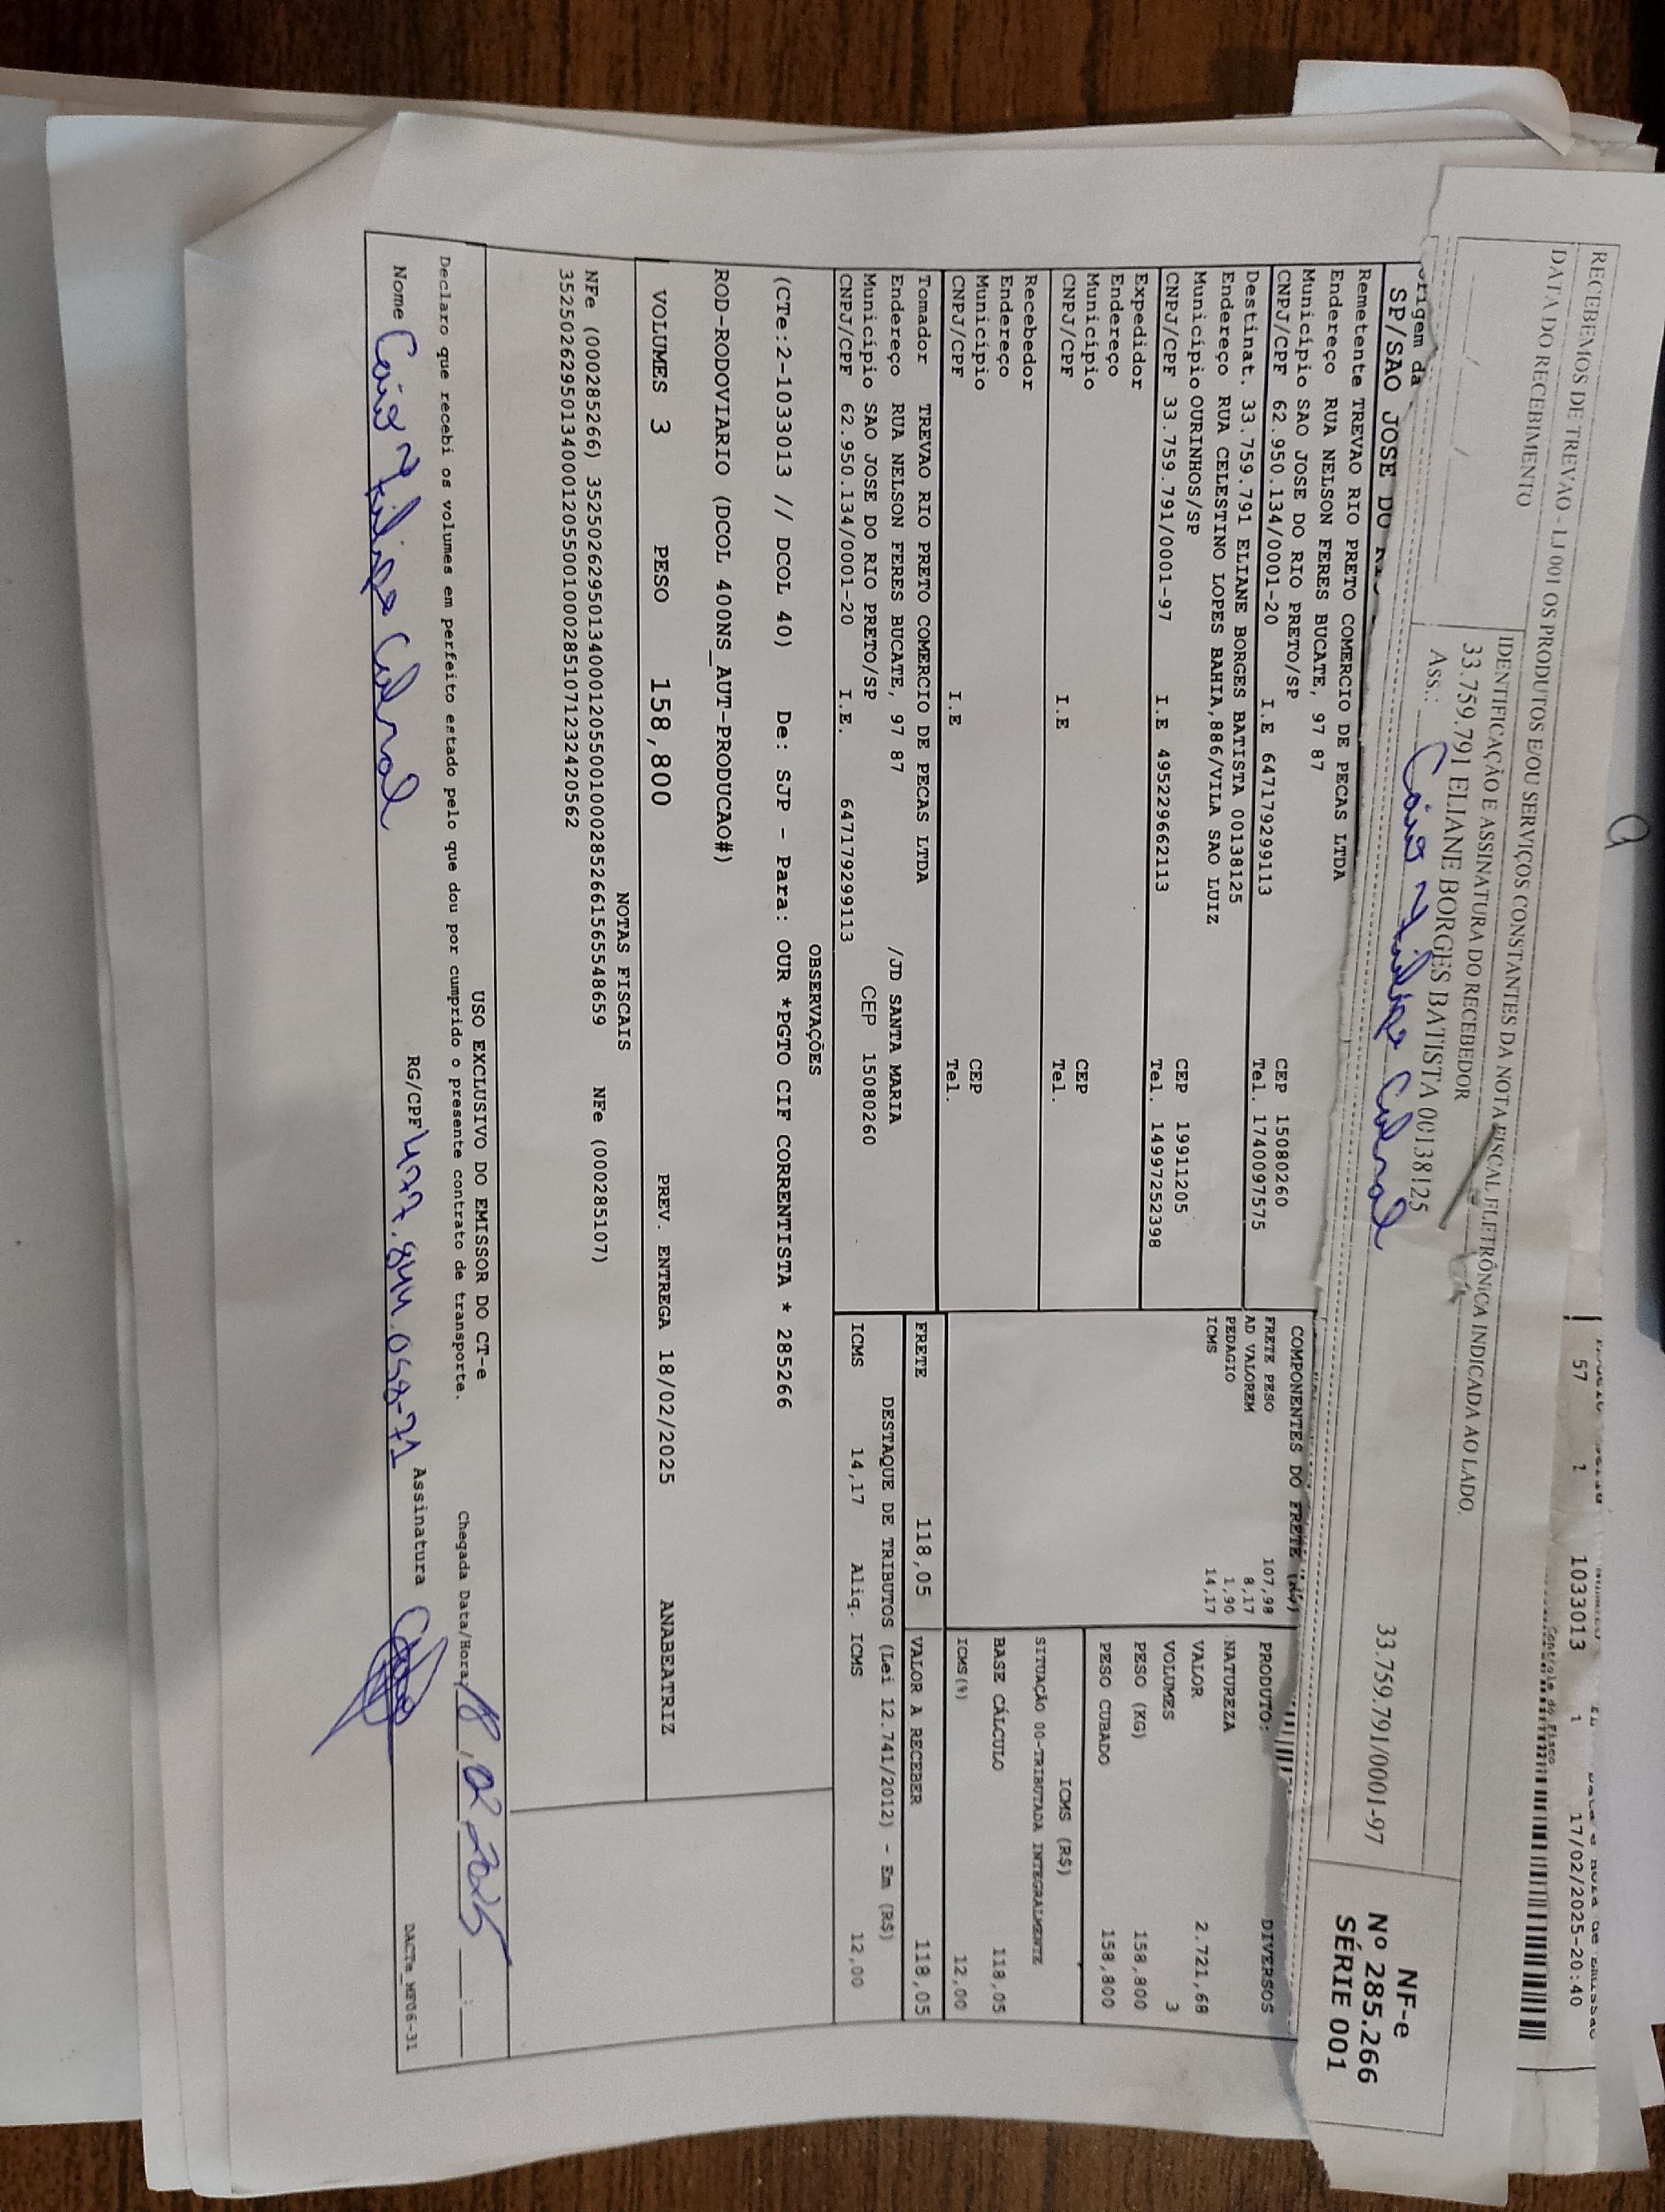 RECEBEMOS DE TREVAO - LJ 001 OS PRODUTOS E/OU SERVIÇOS CONSTANTES DA NOTA FISCAL ELETRÔNICA INDICADA AO LADO.
DATA DO RECEBIMENTO
IDENTIFICAÇÃO E ASSINATURA DO RECEBEDOR
33.759.791 ELIANE BORGES BATISTA 00138125
33.759.791/0001-97
Ass.:
NF-e
Nº 285.266
SÉRIE 001
57 1 1033013 1 17/02/2025-20:40
Controle do Fisco
SP/SAO JOSE DO
Remetente TREVAO RIO PRETO COMERCIO DE PECAS LTDA
Endereço RUA NELSON FERES BUCATE, 97 87
Município SAO JOSE DO RIO PRETO/SP CEP 15080260
CNPJ/CPF 62.950.134/0001-20 I.E 647179299113 Tel. 1740097575
Destinat. 33.759.791 ELIANE BORGES BATISTA 00138125
Endereço RUA CELESTINO LOPES BAHIA,886/VILA SAO LUIZ
Município OURINHOS/SP CEP 19911205
CNPJ/CPF 33.759.791/0001-97 I.E 495229662113 Tel. 14997252398
Expedidor
Endereço
Município CEP
CNPJ/CPF I.E Tel.
Recebedor
Endereço
Município CEP
CNPJ/CPF I.E Tel.
Tomador TREVAO RIO PRETO COMERCIO DE PECAS LTDA
Endereço RUA NELSON FERES BUCATE, 97 87 /JD SANTA MARIA
Município SAO JOSE DO RIO PRETO/SP CEP 15080260
CNPJ/CPF 62.950.134/0001-20 I.E. 647179299113
COMPONENTES DO FRETE
FRETE PESO 107,98
AD VALOREM 8,17
PEDAGIO 1,90
ICMS 14,17
PRODUTO: DIVERSOS
NATUREZA
VALOR 2.721,68
VOLUMES 3
PESO (KG) 158,800
PESO CUBADO 158,800
ICMS (R$)
SITUAÇÃO 00-TRIBUTADA INTEGRALMENTE
BASE CÁLCULO 118,05
ICMS(%) 12,00
FRETE 118,05 VALOR A RECEBER 118,05
DESTAQUE DE TRIBUTOS (Lei 12.741/2012) - Em (R$)
ICMS 14,17 Aliq. ICMS 12,00
OBSERVAÇÕES
(CTe:2-1033013 // DCOL 40) De: SJP - Para: OUR *PGTO CIF CORRENTISTA * 285266
ROD-RODOVIARIO (DCOL 400NS_AUT-PRODUCAO#)
VOLUMES 3 PESO 158,800 PREV. ENTREGA 18/02/2025 ANABEATRIZ
NOTAS FISCAIS
NFe (000285266) 35250262950134000120550010002852661565548659 NFe (000285107)
35250262950134000120550010002851071232420562
USO EXCLUSIVO DO EMISSOR DO CT-e
Declaro que recebi os volumes em perfeito estado pelo que dou por cumprido o presente contrato de transporte. Chegada Data/Hora 18 02 2025
Nome RG/CPF 477.844.058-71 Assinatura
DACTe_MF06-31